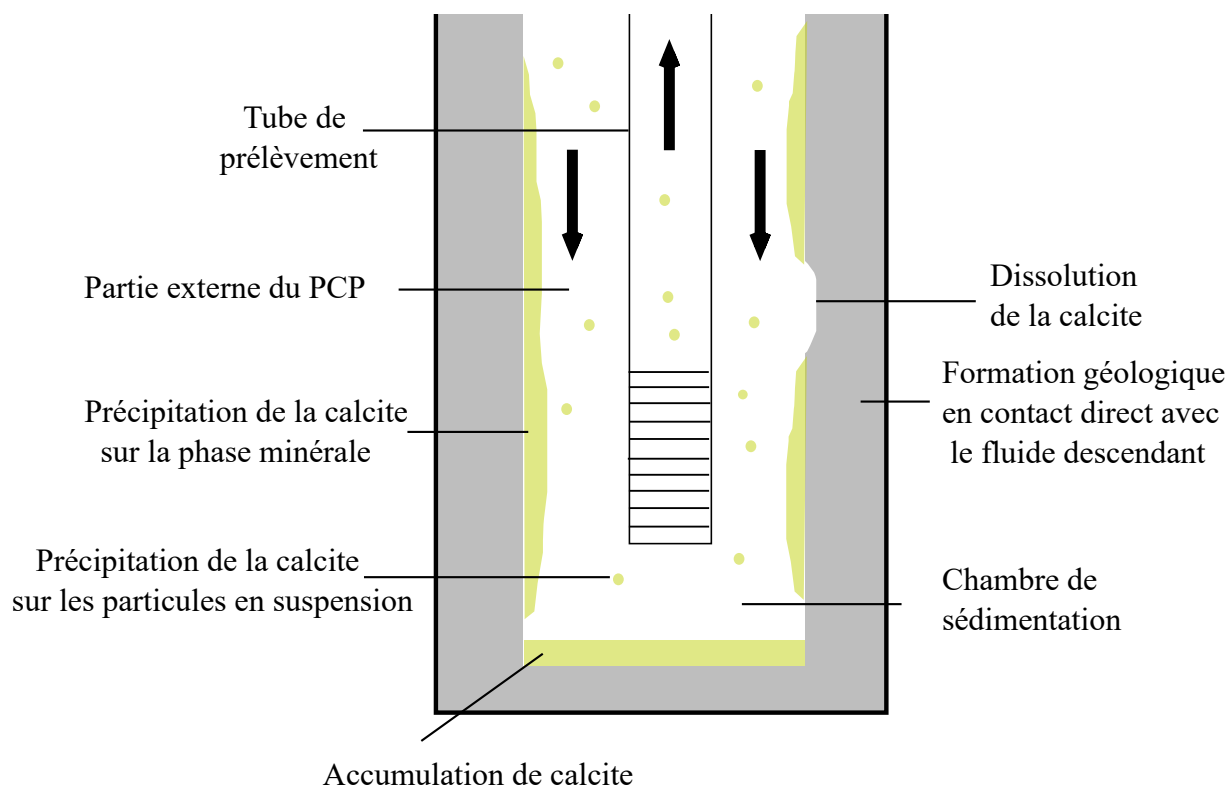 Tube de
prélèvement
Partie externe du PCP
Précipitation de la calcite
sur la phase minérale
Précipitation de la calcite
sur les particules en suspension
Accumulation de calcite
Dissolution
de la calcite
Formation géologique
en contact direct avec
le fluide descendant
Chambre de
sédimentation